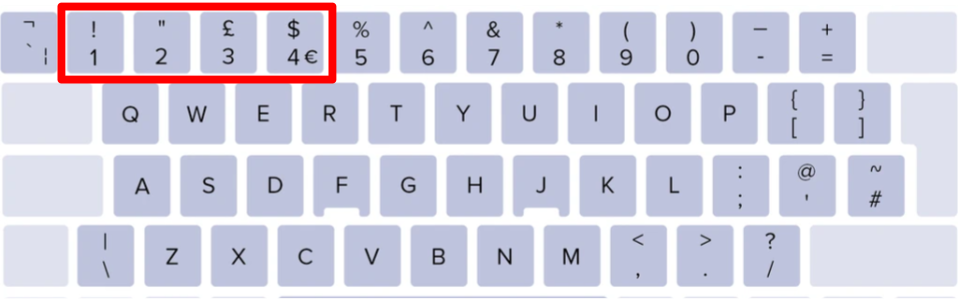 ¬ ! " £ $ % ^ & * ( ) — +
` ¦ 1 2 3 4 € 5 6 7 8 9 0 - =
Q W E R T Y U I O P { }
[ ]
A S D F G H J K L : @ ~
; ' #
| Z X C V B N M < > ?
\ , . /